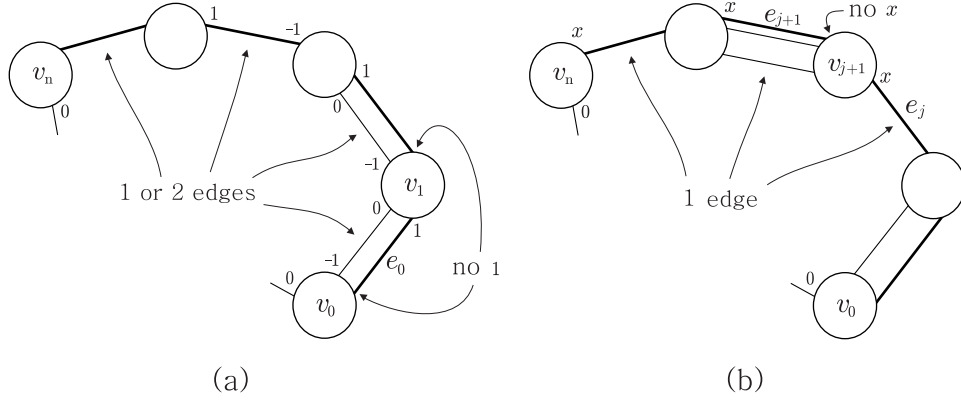 1 -1
v_n 1
0 0
1 or 2 edges -1
v_1
0
1
-1 e_0
0 no 1
v_0
(a)
x x e_{j+1} no x
v_n v_{j+1}
0 x
e_j
1 edge
0
v_0
(b)